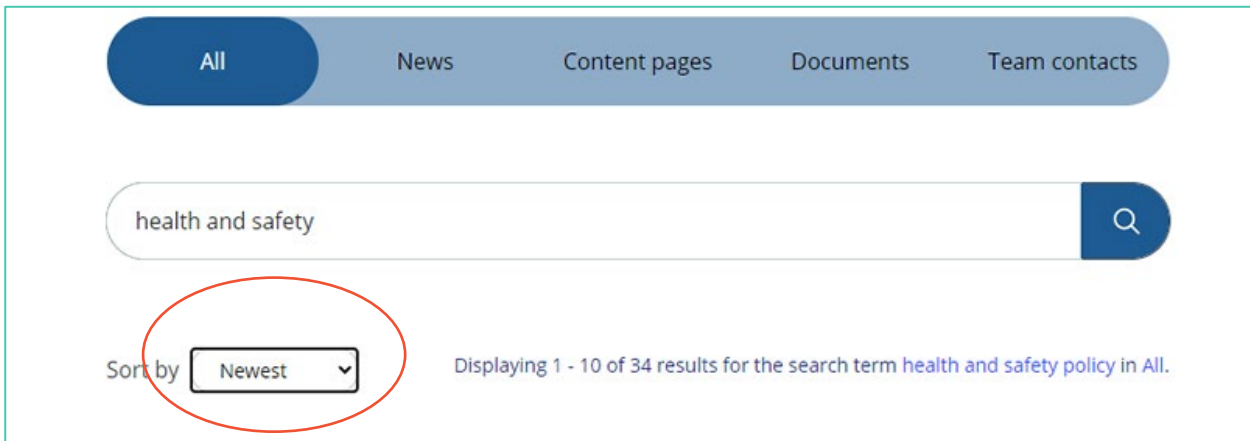 All News Content pages Documents Team contacts
health and safety
Sort by Newest Displaying 1 - 10 of 34 results for the search term health and safety policy in All.